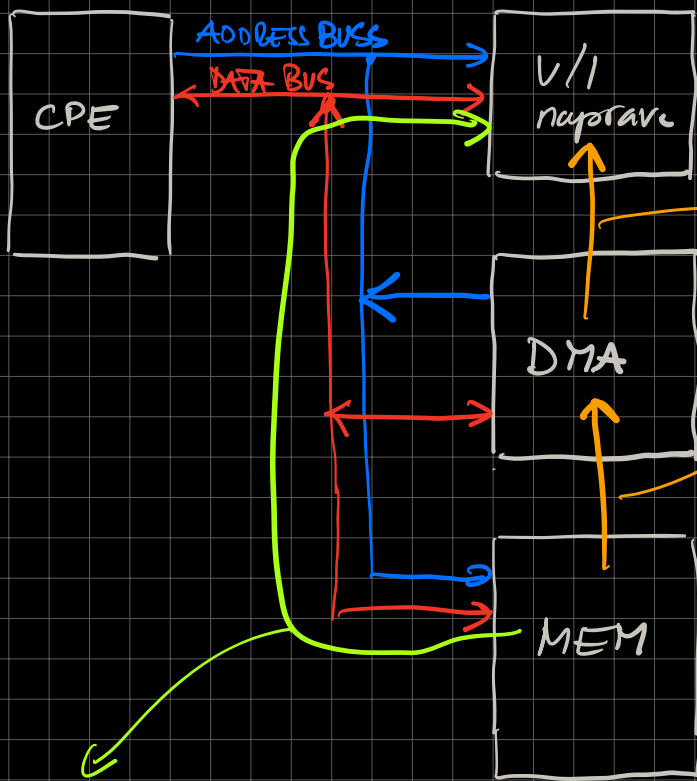 ADDRESS BUSS
DATA BUS
CPE
V/I
naprave
DMA
MEM